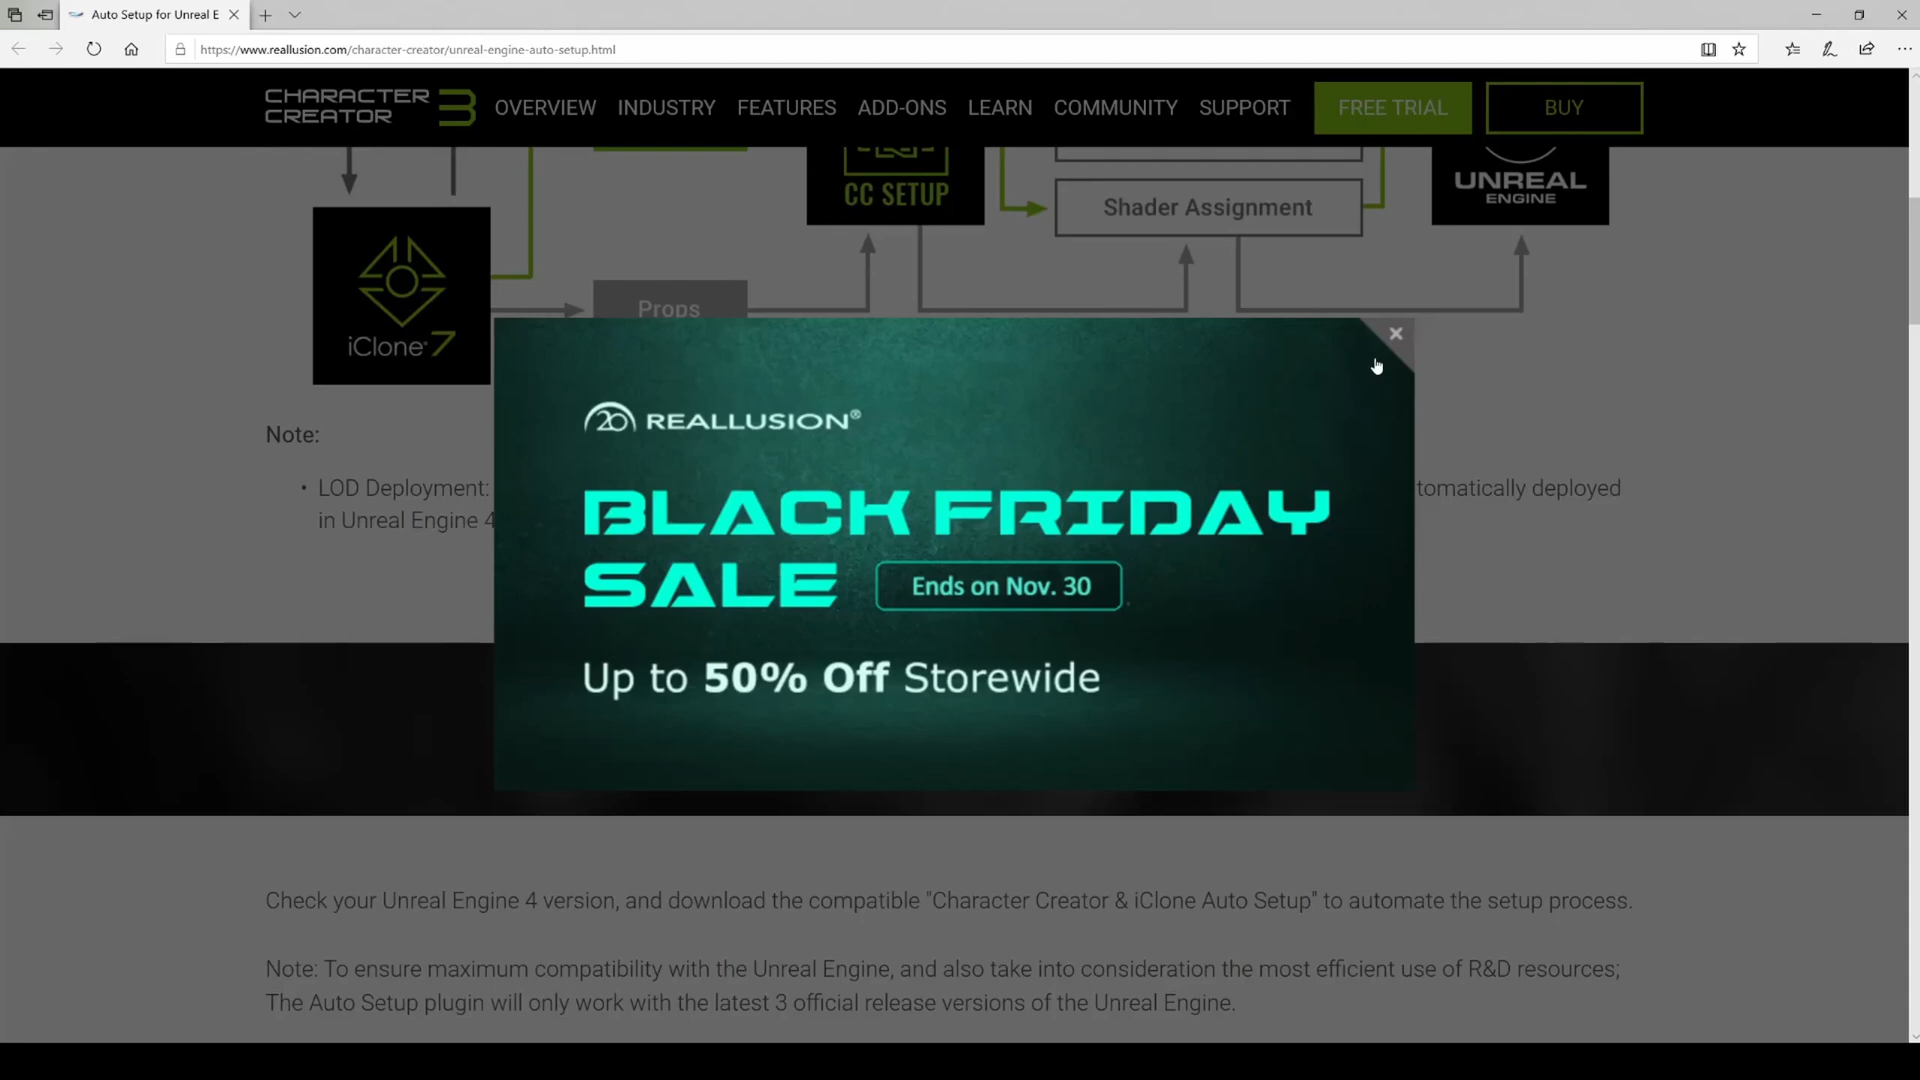 Auto Setup for Unreal E
https://www.reallusion.com/character-creator/unreal-engine-auto-setup.html
CHARACTER CREATOR 3
OVERVIEW INDUSTRY FEATURES ADD-ONS LEARN COMMUNITY SUPPORT FREE TRIAL BUY
CC SETUP
Shader Assignment
UNREAL
ENGINE
iClone 7
Props
Note:
• LOD Deployment:
tomatically deployed
in Unreal Engine 4
20 REALLUSION®
BLACK FRIDAY
SALE Ends on Nov. 30
Up to 50% Off Storewide
Check your Unreal Engine 4 version, and download the compatible "Character Creator & iClone Auto Setup" to automate the setup process.
Note: To ensure maximum compatibility with the Unreal Engine, and also take into consideration the most efficient use of R&D resources;
The Auto Setup plugin will only work with the latest 3 official release versions of the Unreal Engine.